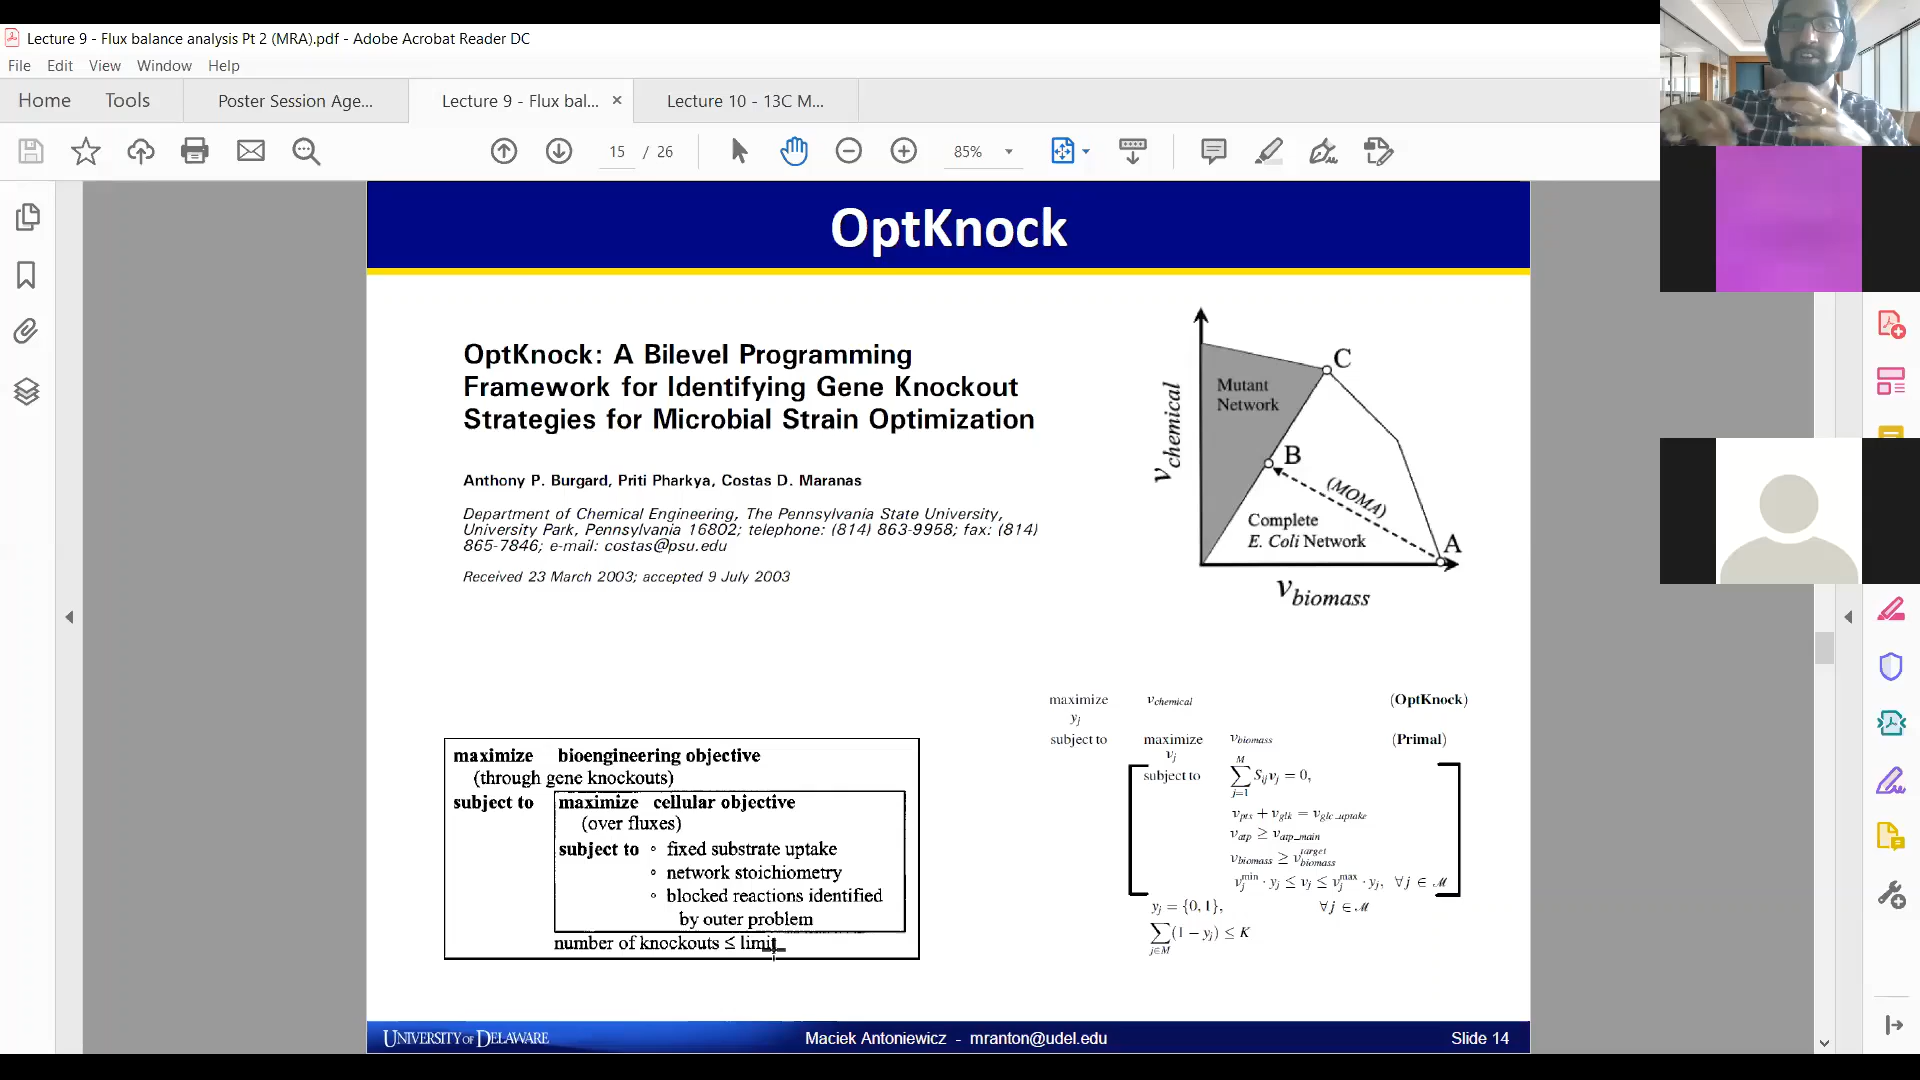 Lecture 9 - Flux balance analysis Pt 2 (MRA).pdf - Adobe Acrobat Reader DC
File Edit View Window Help
Home Tools Poster Session Age... Lecture 9 - Flux bal... × Lecture 10 - 13C M...
15 / 26 85%
OptKnock
OptKnock: A Bilevel Programming
Framework for Identifying Gene Knockout
Strategies for Microbial Strain Optimization
Anthony P. Burgard, Priti Pharkya, Costas D. Maranas
Department of Chemical Engineering, The Pennsylvania State University,
University Park, Pennsylvania 16802; telephone: (814) 863-9958; fax: (814)
865-7846; e-mail: costas@psu.edu
Received 23 March 2003; accepted 9 July 2003
v_chemical
C
Mutant
Network
B
(MOMA)
Complete
E. Coli Network
A
v_biomass
maximize bioengineering objective
(through gene knockouts)
subject to maximize cellular objective
(over fluxes)
subject to ◦ fixed substrate uptake
◦ network stoichiometry
◦ blocked reactions identified
by outer problem
number of knockouts ≤ limit
maximize v_chemical (OptKnock)
y_j
subject to maximize v_biomass (Primal)
v_j
subject to ∑_{j=1}^{M} S_ij v_j = 0,
v_pts + v_glk = v_glc_uptake
v_atp ≥ v_atp_main
v_biomass ≥ v_biomass^target
v_j^min · y_j ≤ v_j ≤ v_j^max · y_j, ∀ j ∈ ℳ
y_j = {0, 1}, ∀ j ∈ ℳ
∑_{j∈M} (1 − y_j) ≤ K
UNIVERSITY OF DELAWARE Maciek Antoniewicz - mranton@udel.edu Slide 14